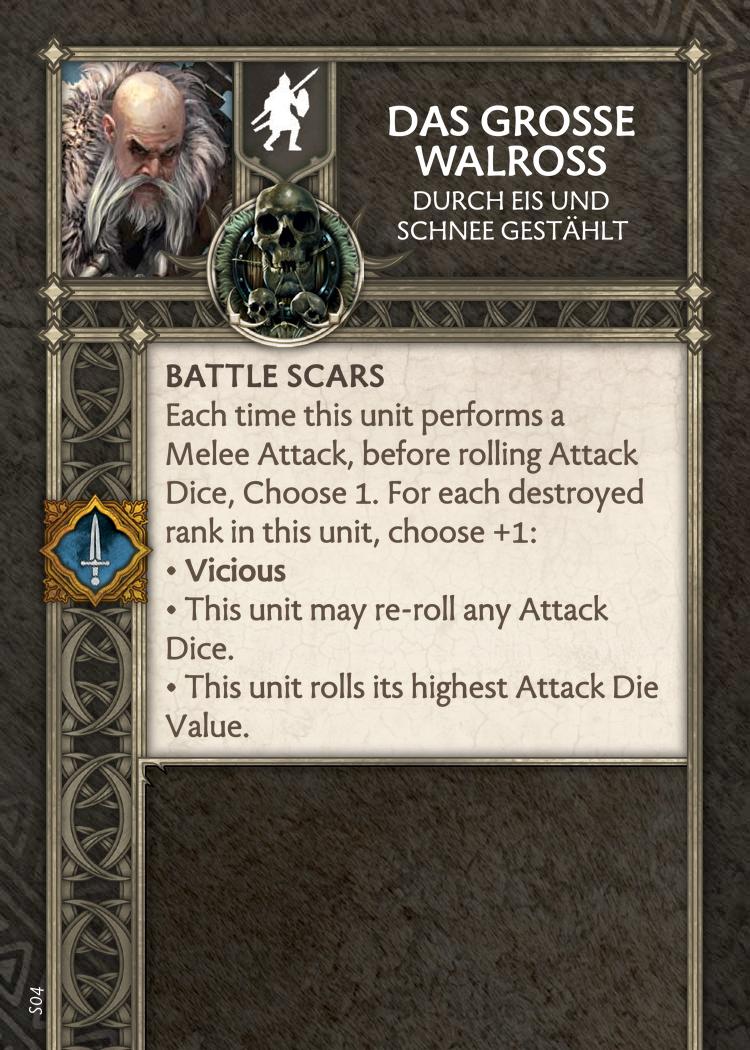 DAS GROSSE
WALROSS
DURCH EIS UND
SCHNEE GESTÄHLT
BATTLE SCARS
Each time this unit performs a
Melee Attack, before rolling Attack
Dice, Choose 1. For each destroyed
rank in this unit, choose +1:
• Vicious
• This unit may re-roll any Attack
Dice.
• This unit rolls its highest Attack Die
Value.
S04